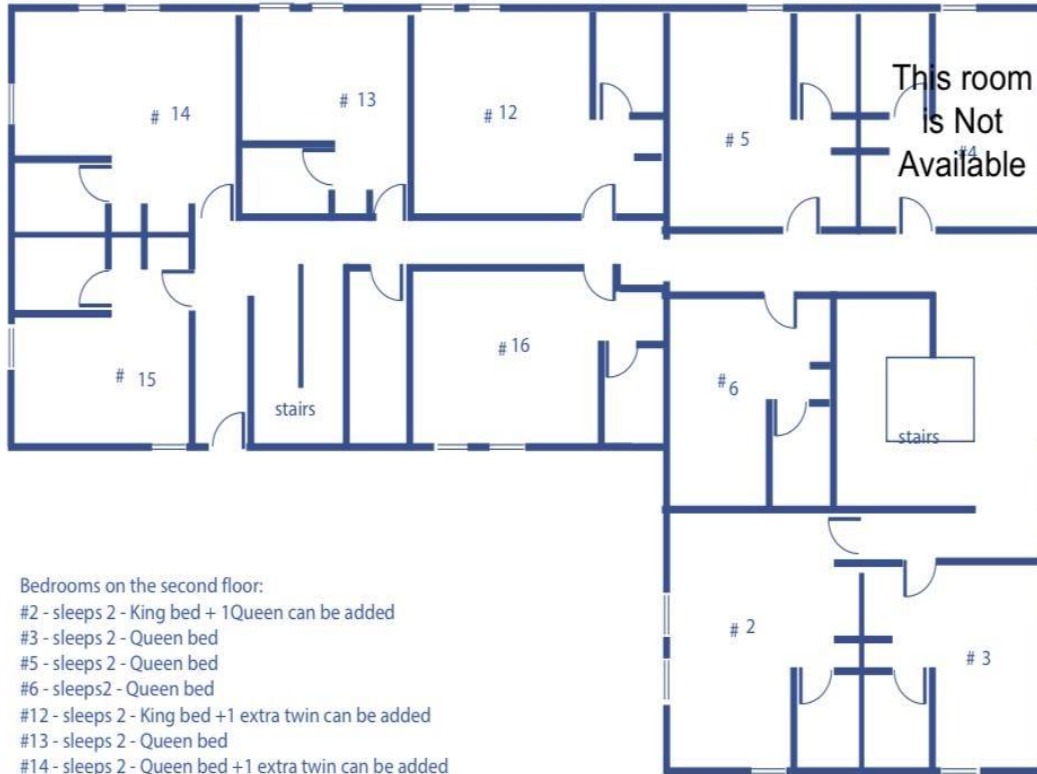 # 14
# 13
# 12
# 5
This room
is Not
Available
#4
# 15
stairs
# 16
# 6
stairs
# 2
# 3
Bedrooms on the second floor:
#2 - sleeps 2 - King bed + 1Queen can be added
#3 - sleeps 2 - Queen bed
#5 - sleeps 2 - Queen bed
#6 - sleeps2 - Queen bed
#12 - sleeps 2 - King bed +1 extra twin can be added
#13 - sleeps 2 - Queen bed
#14 - sleeps 2 - Queen bed +1 extra twin can be added